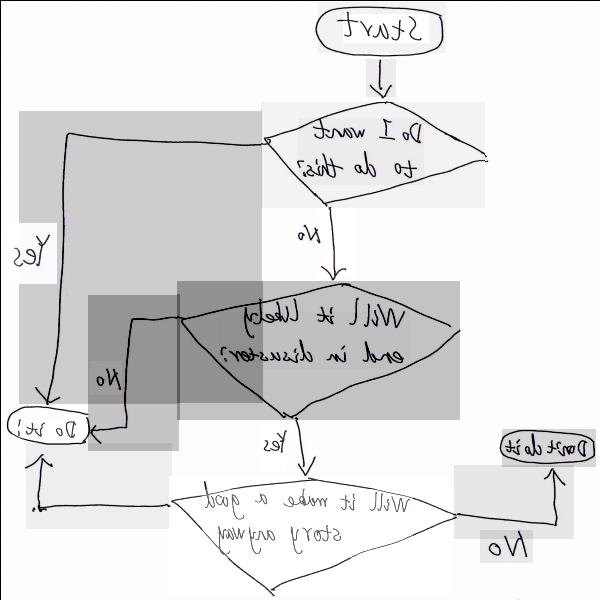 Start
Do I want
to do this?
No
Yes
Will it likely
end in disaster?
No
Do it!
Yes
Don't do it
Will it make a good
story anyway
No